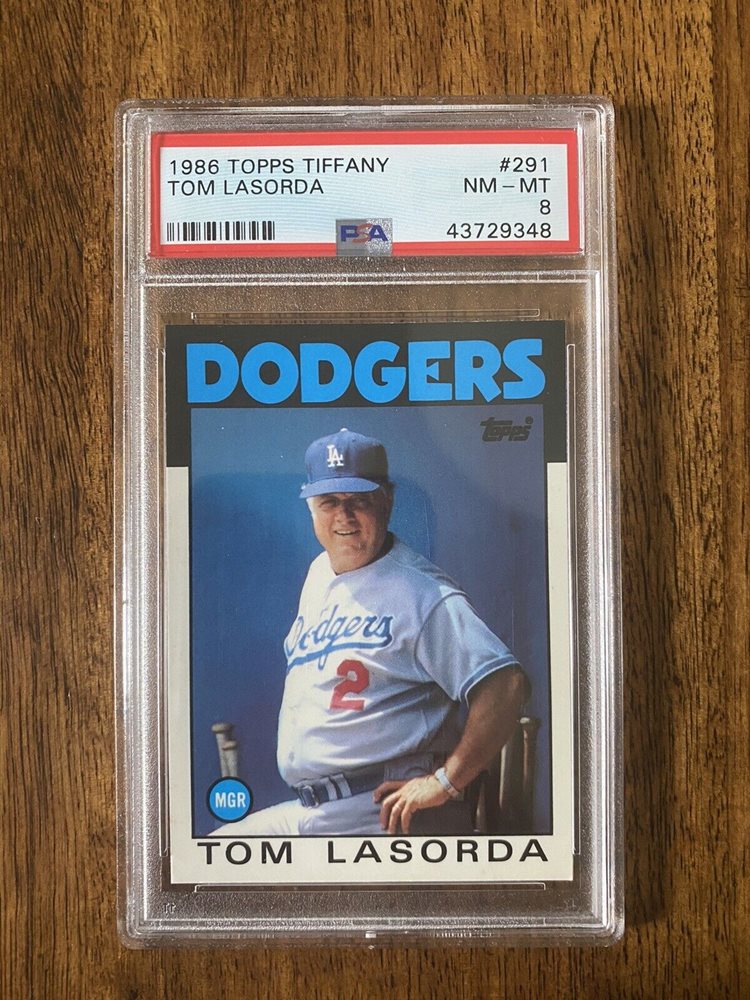 1986 TOPPS TIFFANY #291
TOM LASORDA NM - MT
8
PSA 43729348
DODGERS
topps®
LA
Dodgers
2
MGR
TOM LASORDA